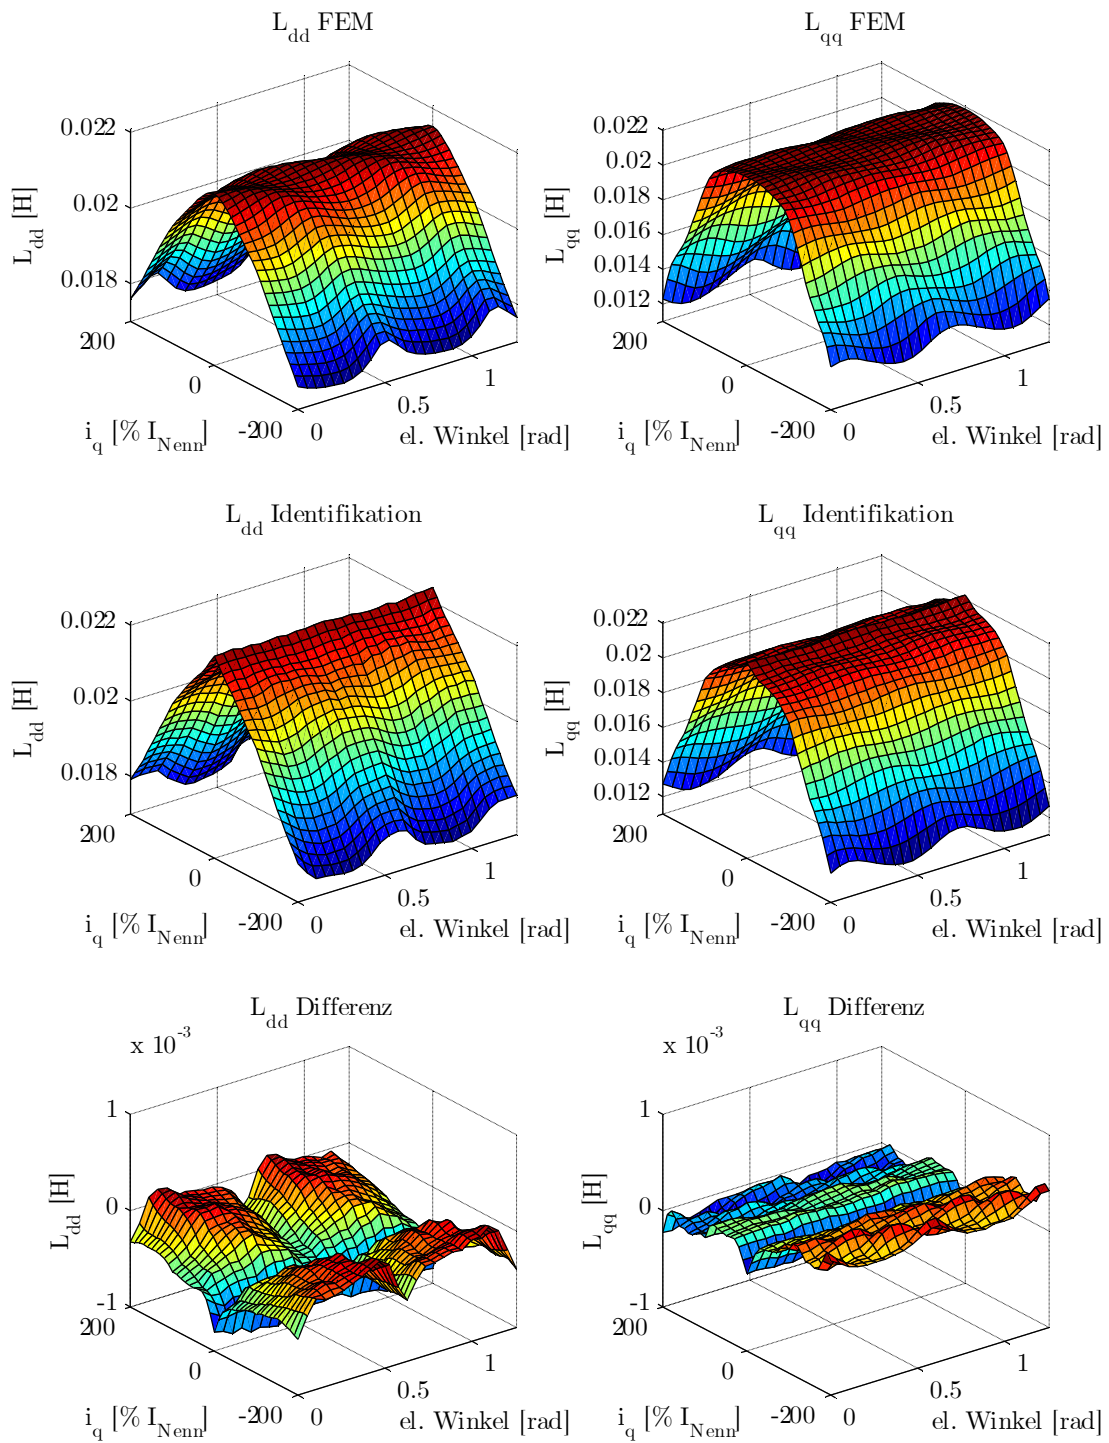 L_dd FEM
L_qq FEM
0.022
0.02
0.018
L_dd [H]
200
0
-200
i_q [% I_Nenn]
0
0.5
1
el. Winkel [rad]
0.022
0.02
0.018
0.016
0.014
0.012
L_qq [H]
200
0
-200
i_q [% I_Nenn]
0
0.5
1
el. Winkel [rad]
L_dd Identifikation
L_qq Identifikation
0.022
0.02
0.018
L_dd [H]
200
0
-200
i_q [% I_Nenn]
0
0.5
1
el. Winkel [rad]
0.022
0.02
0.018
0.016
0.014
0.012
L_qq [H]
200
0
-200
i_q [% I_Nenn]
0
0.5
1
el. Winkel [rad]
L_dd Differenz
L_qq Differenz
x 10^-3
1
0
-1
L_dd [H]
200
0
-200
i_q [% I_Nenn]
0
0.5
1
el. Winkel [rad]
x 10^-3
1
0
-1
L_qq [H]
200
0
-200
i_q [% I_Nenn]
0
0.5
1
el. Winkel [rad]